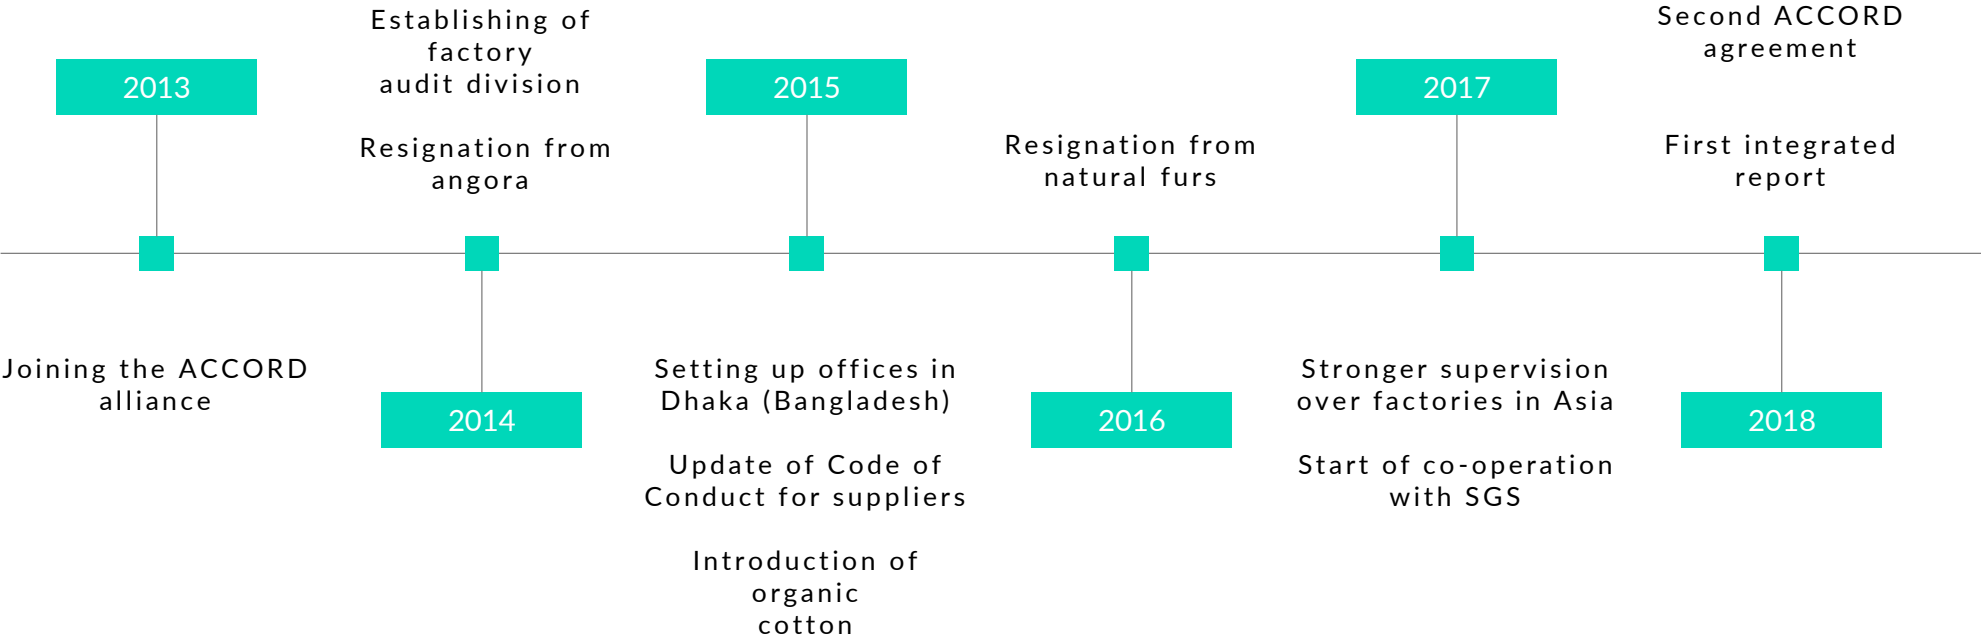 2013
Joining the ACCORD
alliance
Establishing of
factory
audit division
Resignation from
angora
2014
2015
Setting up offices in
Dhaka (Bangladesh)
Update of Code of
Conduct for suppliers
Introduction of
organic
cotton
Resignation from
natural furs
2016
2017
Stronger supervision
over factories in Asia
Start of co-operation
with SGS
Second ACCORD
agreement
First integrated
report
2018